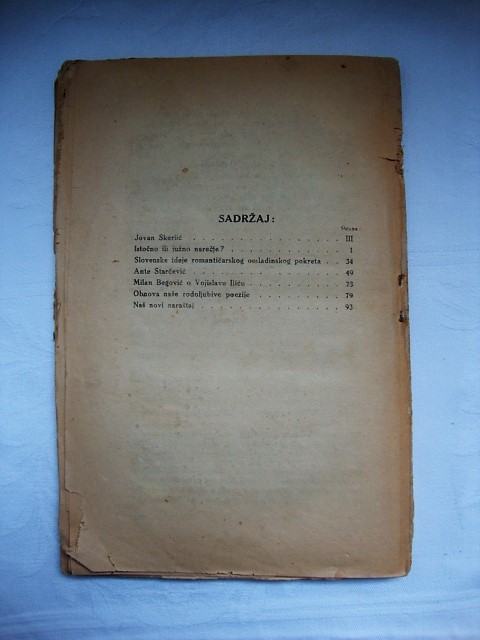 SADRŽAJ:
Strana
Jovan Skerlić . . . . . . . . . . . . . . . . . III
Istočno ili južno narečje? . . . . . . . . . . . . 1
Slovenske ideje romantičarskog omladinskog pokreta . . 34
Ante Starčević . . . . . . . . . . . . . . . . 49
Milan Begović o Vojislavu Iliću . . . . . . . . . . 73
Obnova naše rodoljubive poezije . . . . . . . . . 79
Naš novi naraštaj . . . . . . . . . . . . . . . 93